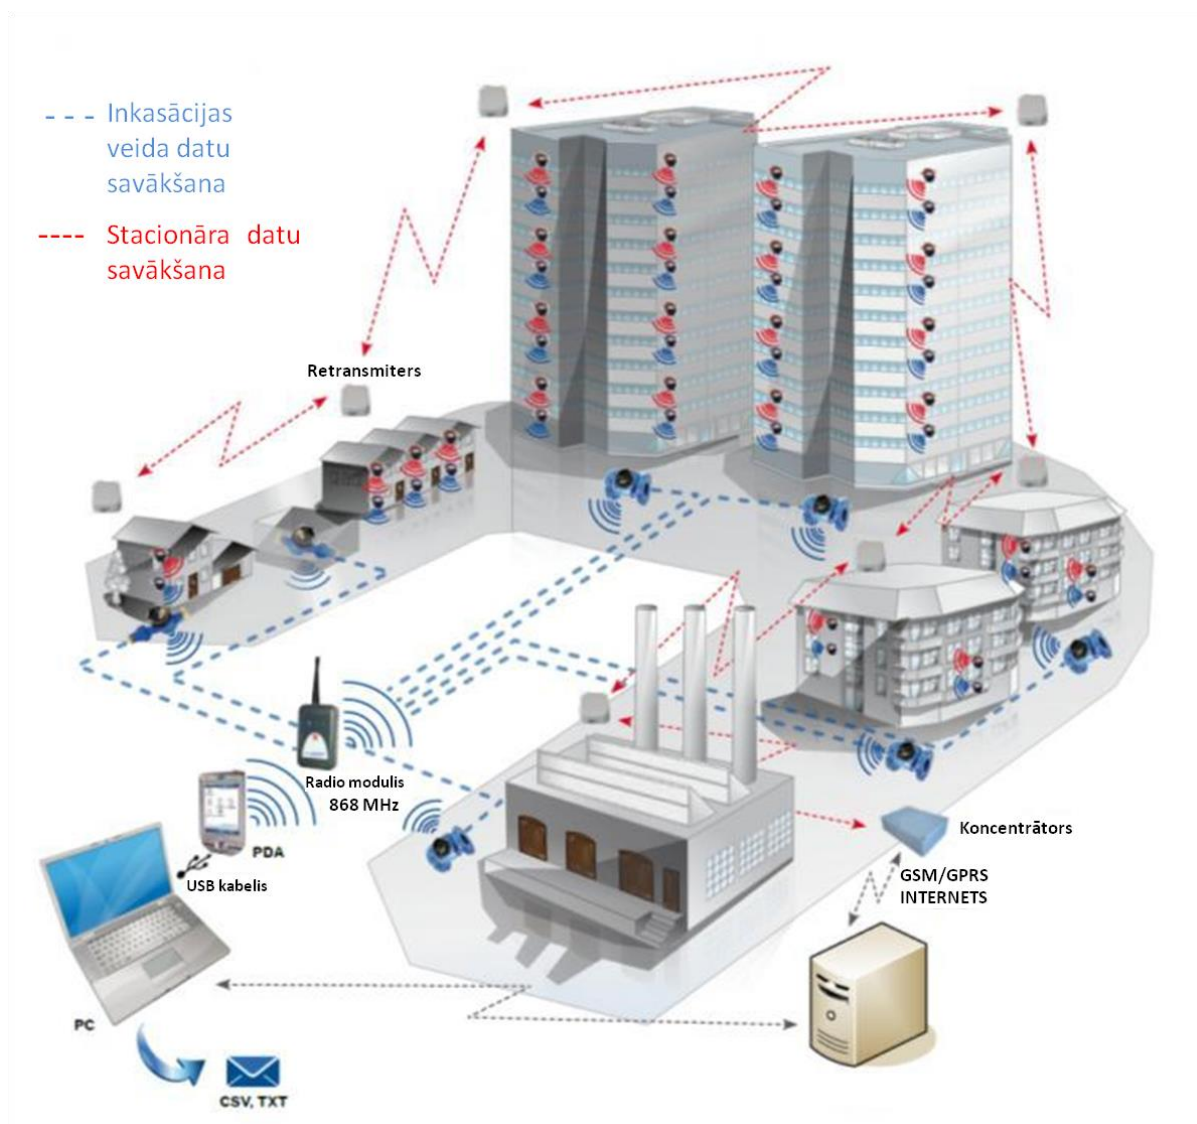 Inkasācijas
veida datu
savākšana
Stacionāra datu
savākšana
Retransmiters
Radio modulis
868 MHz
PDA
USB kabelis
Koncentrātors
GSM/GPRS
INTERNETS
PC
CSV, TXT